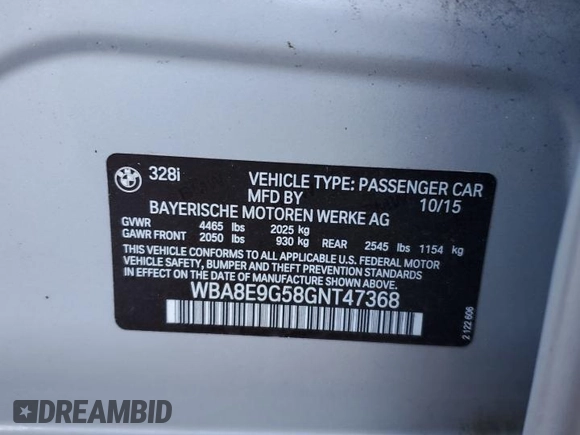 328i
VEHICLE TYPE: PASSENGER CAR
MFD BY 10/15
BAYERISCHE MOTOREN WERKE AG
GVWR 4465 lbs 2025 kg
GAWR FRONT 2050 lbs 930 kg REAR 2545 lbs 1154 kg
THIS VEHICLE CONFORMS TO ALL APPLICABLE U.S. FEDERAL MOTOR
VEHICLE SAFETY, BUMPER AND THEFT PREVENTION STANDARDS
IN EFFECT ON THE DATE OF MANUFACTURE SHOWN ABOVE.
WBA8E9G58GNT47368
2 122 606
DREAMBID